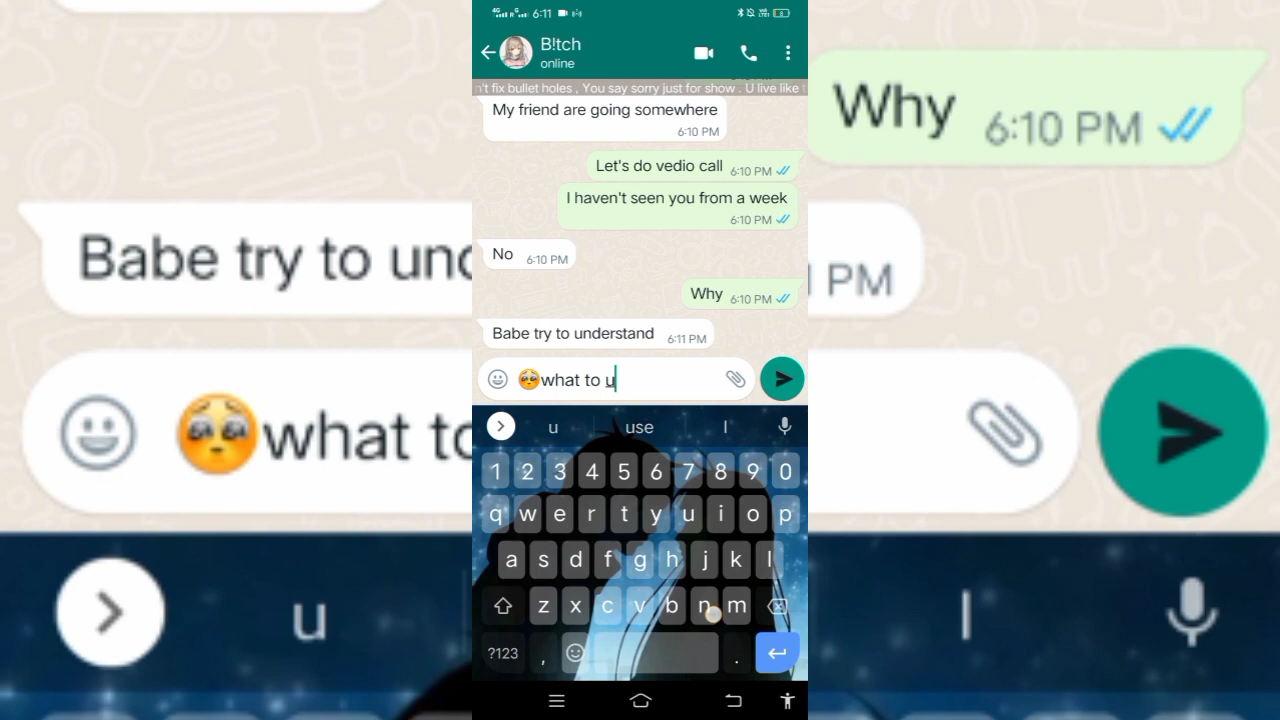 6:11
B!tch
online
n't fix bullet holes , You say sorry just for show . U live like t
My friend are going somewhere
6:10 PM
Let's do vedio call 6:10 PM
I haven't seen you from a week
6:10 PM
No 6:10 PM
Why 6:10 PM
Babe try to understand 6:11 PM
🥺what to u
u use I
1 2 3 4 5 6 7 8 9 0
q w e r t y u i o p
a s d f g h j k l
z x c v b n m
?123 , .
Why 6:10 PM
Babe try to und
PM
🥺what to
u I